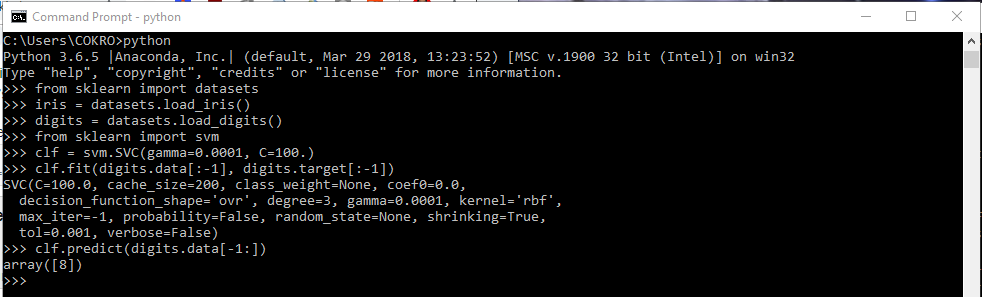 Command Prompt - python
C:\Users\COKRO>python
Python 3.6.5 |Anaconda, Inc.| (default, Mar 29 2018, 13:23:52) [MSC v.1900 32 bit (Intel)] on win32
Type "help", "copyright", "credits" or "license" for more information.
>>> from sklearn import datasets
>>> iris = datasets.load_iris()
>>> digits = datasets.load_digits()
>>> from sklearn import svm
>>> clf = svm.SVC(gamma=0.0001, C=100.)
>>> clf.fit(digits.data[:-1], digits.target[:-1])
SVC(C=100.0, cache_size=200, class_weight=None, coef0=0.0,
  decision_function_shape='ovr', degree=3, gamma=0.0001, kernel='rbf',
  max_iter=-1, probability=False, random_state=None, shrinking=True,
  tol=0.001, verbose=False)
>>> clf.predict(digits.data[-1:])
array([8])
>>>